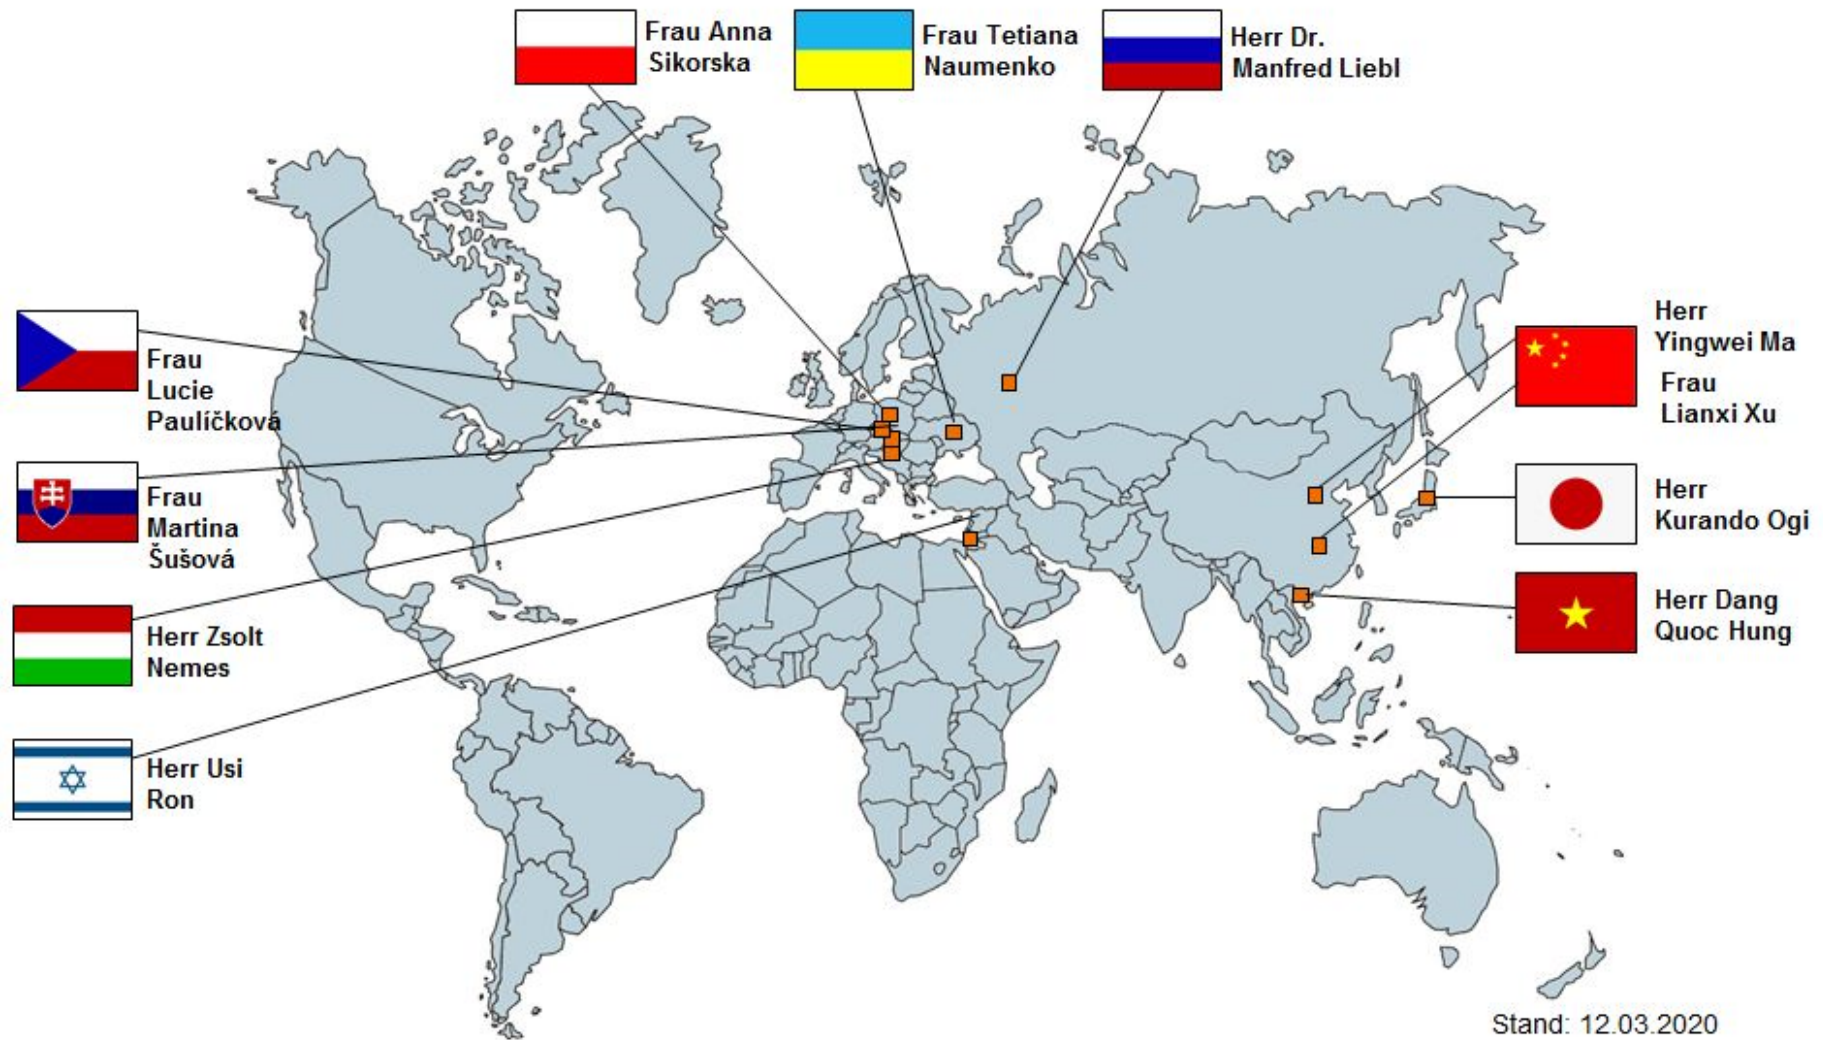 Frau Anna
Sikorska
Frau Tetiana
Naumenko
Herr Dr.
Manfred Liebl
Frau
Lucie
Paulíčková
Frau
Martina
Šušová
Herr Zsolt
Nemes
Herr Usi
Ron
Herr
Yingwei Ma
Frau
Lianxi Xu
Herr
Kurando Ogi
Herr Dang
Quoc Hung
Stand: 12.03.2020